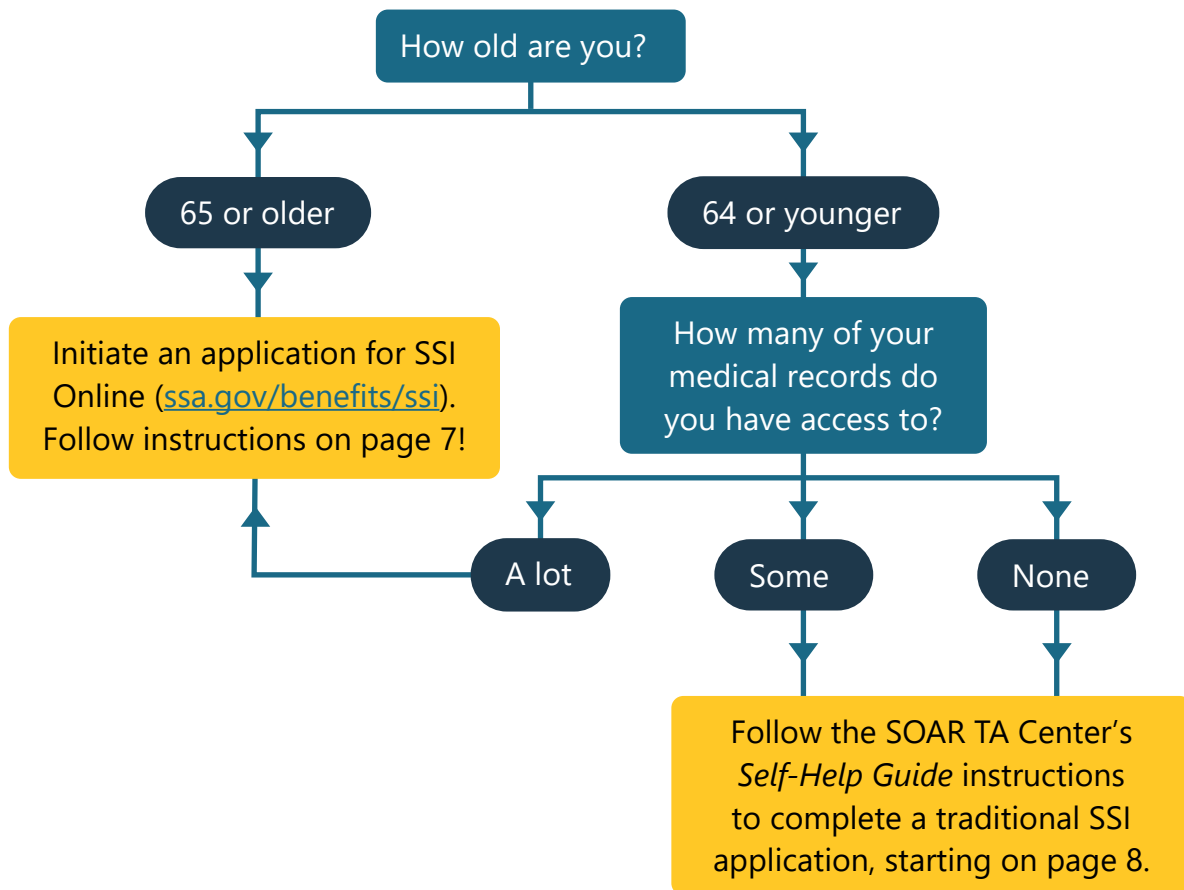 How old are you?
65 or older
64 or younger
Initiate an application for SSI
Online (ssa.gov/benefits/ssi).
Follow instructions on page 7!
How many of your
medical records do
you have access to?
A lot
Some
None
Follow the SOAR TA Center’s
Self-Help Guide instructions
to complete a traditional SSI
application, starting on page 8.